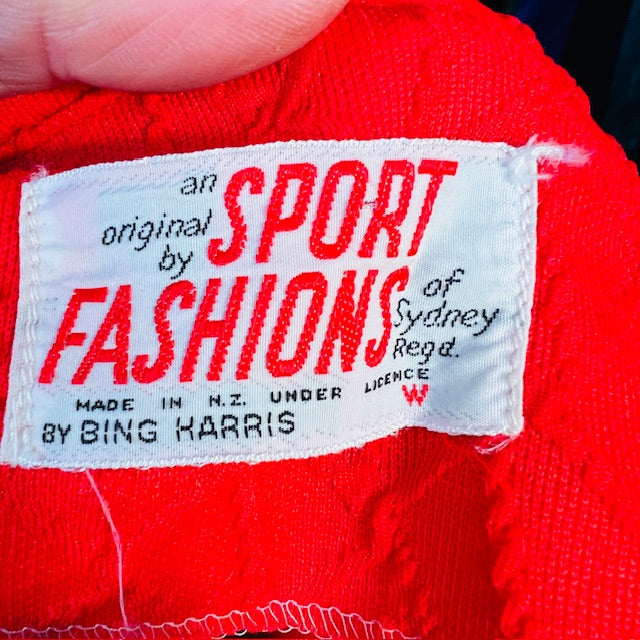 an
original
by
SPORT
FASHIONS
of
Sydney
Regd.
MADE IN N.Z. UNDER LICENCE
W
BY BING HARRIS